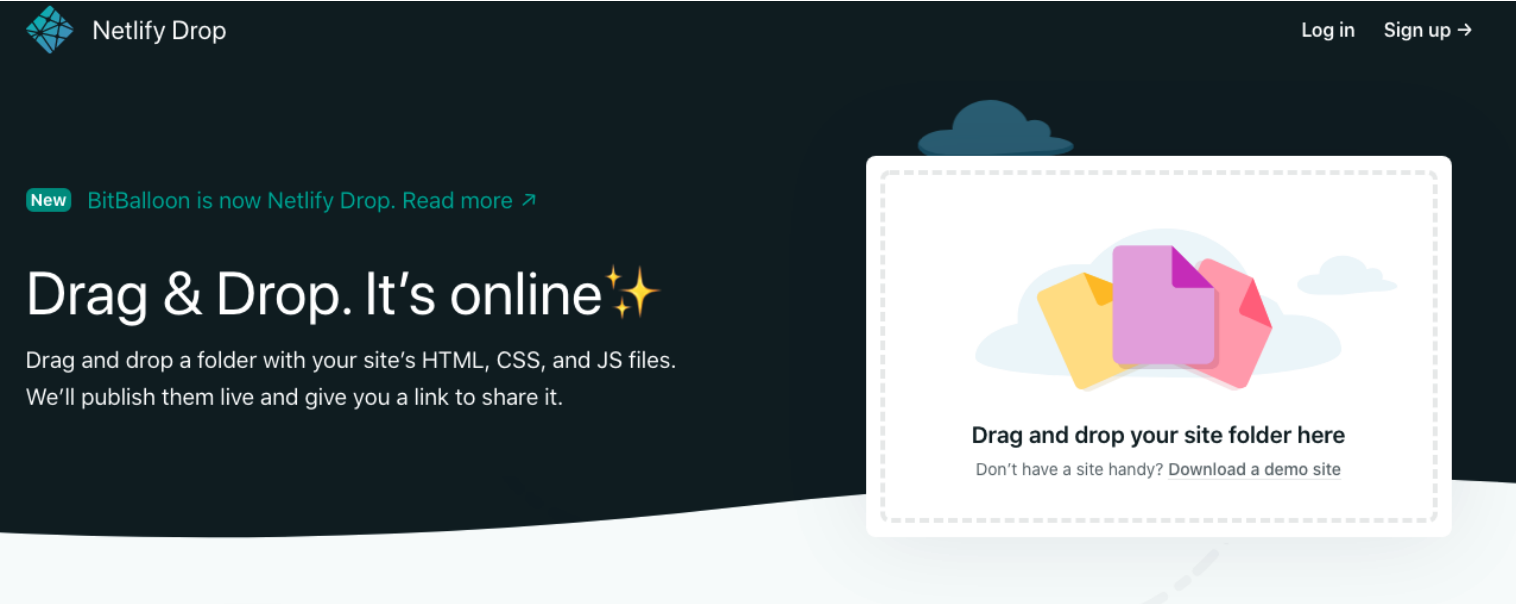 Netlify Drop
Log in
Sign up →
New BitBalloon is now Netlify Drop. Read more ↗
Drag & Drop. It’s online✨
Drag and drop a folder with your site’s HTML, CSS, and JS files.
We’ll publish them live and give you a link to share it.
Drag and drop your site folder here
Don’t have a site handy? Download a demo site